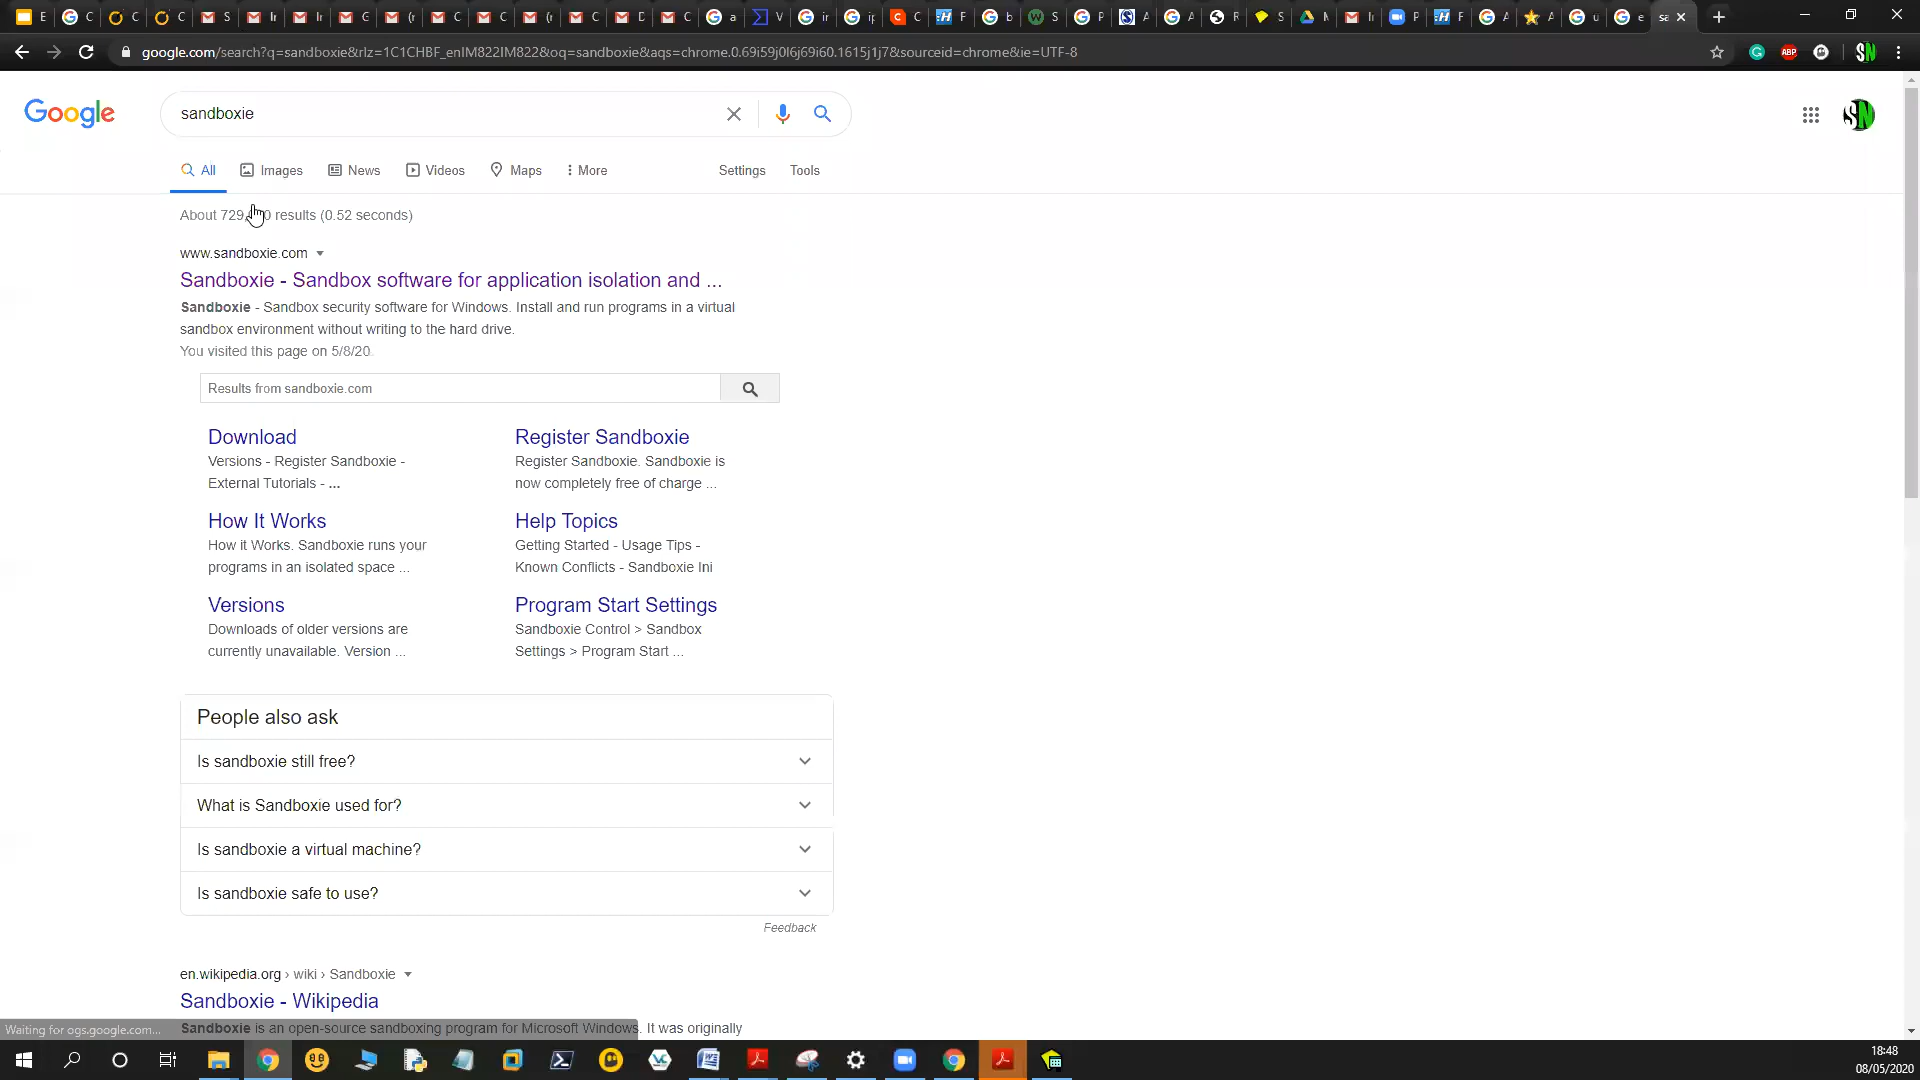 google.com/search?q=sandboxie&rlz=1C1CHBF_enIM822IM822&oq=sandboxie&aqs=chrome.0.69i59j0l6j69i60.1615j1j7&sourceid=chrome&ie=UTF-8
ABP
SN
Google
sandboxie
SN
All
Images
News
Videos
Maps
More
Settings
Tools
About 729, 0 results (0.52 seconds)
www.sandboxie.com
Sandboxie - Sandbox software for application isolation and ...
Sandboxie - Sandbox security software for Windows. Install and run programs in a virtual
sandbox environment without writing to the hard drive.
You visited this page on 5/8/20.
Results from sandboxie.com
Download
Versions - Register Sandboxie -
External Tutorials - ...
Register Sandboxie
Register Sandboxie. Sandboxie is
now completely free of charge ...
How It Works
How it Works. Sandboxie runs your
programs in an isolated space ...
Help Topics
Getting Started - Usage Tips -
Known Conflicts - Sandboxie Ini
Versions
Downloads of older versions are
currently unavailable. Version ...
Program Start Settings
Sandboxie Control > Sandbox
Settings > Program Start ...
People also ask
Is sandboxie still free?
What is Sandboxie used for?
Is sandboxie a virtual machine?
Is sandboxie safe to use?
Feedback
en.wikipedia.org › wiki › Sandboxie
Sandboxie - Wikipedia
Sandboxie is an open-source sandboxing program for Microsoft Windows. It was originally
Waiting for ogs.google.com...
18:48
08/05/2020